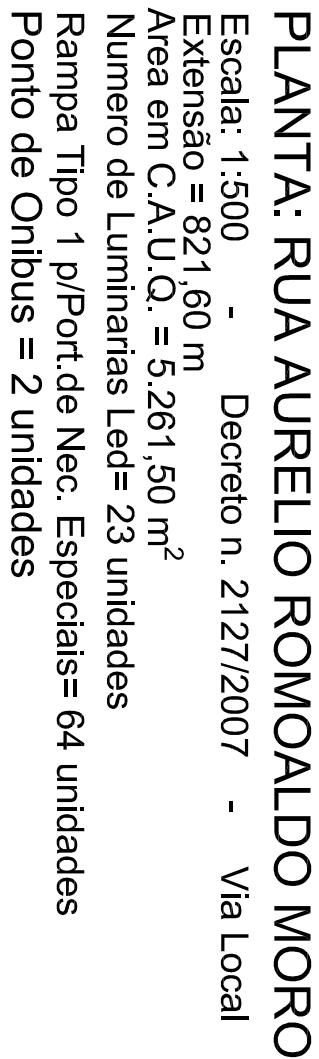 PLANTA: RUA AURELIO ROMOALDO MORO
Escala: 1:500 - Decreto n. 2127/2007 - Via Local
Extensão = 821,60 m
Area em C.A.U.Q. = 5.261,50 m²
Numero de Luminarias Led= 23 unidades
Rampa Tipo 1 p/Port.de Nec. Especiais= 64 unidades
Ponto de Onibus = 2 unidades